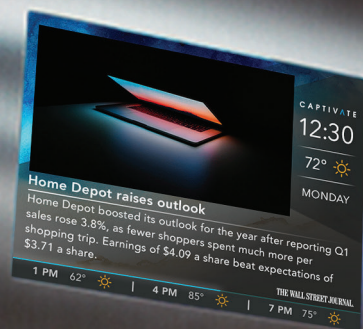 CAPTIVATE
12:30
72°
MONDAY
Home Depot raises outlook
Home Depot boosted its outlook for the year after reporting Q1
sales rose 3.8%, as fewer shoppers spent much more per
shopping trip. Earnings of $4.09 a share beat expectations of
$3.71 a share.
THE WALL STREET JOURNAL.
1 PM 62° | 4 PM 85° | 7 PM 75°